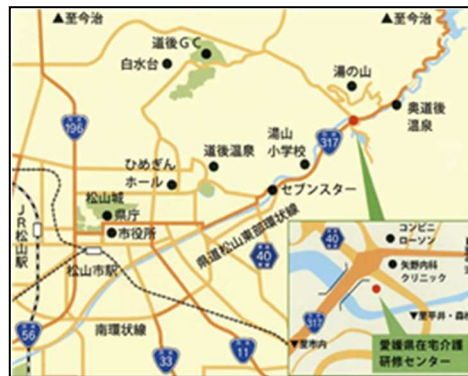 ▲至今治
▲至今治
道後GC
白水台
湯の山
奥道後
温泉
196
湯山
小学校
317
ひめぎん
ホール
道後温泉
セブンスター
松山城
県庁
市役所
JR松山駅
松山市駅
県道松山東部環状線
40
南環状線
56
33
11
コンビニ
ローソン
40
矢野内科
クリニック
317
▼至市内
▼至平井・森松
愛媛県在宅介護
研修センター